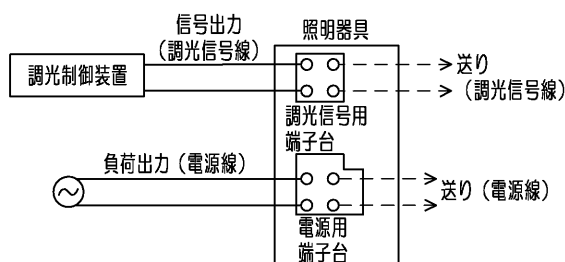 信号出力
（調光信号線）
照明器具
調光制御装置
送り
（調光信号線）
調光信号用
端子台
負荷出力（電源線）
送り（電源線）
電源用
端子台